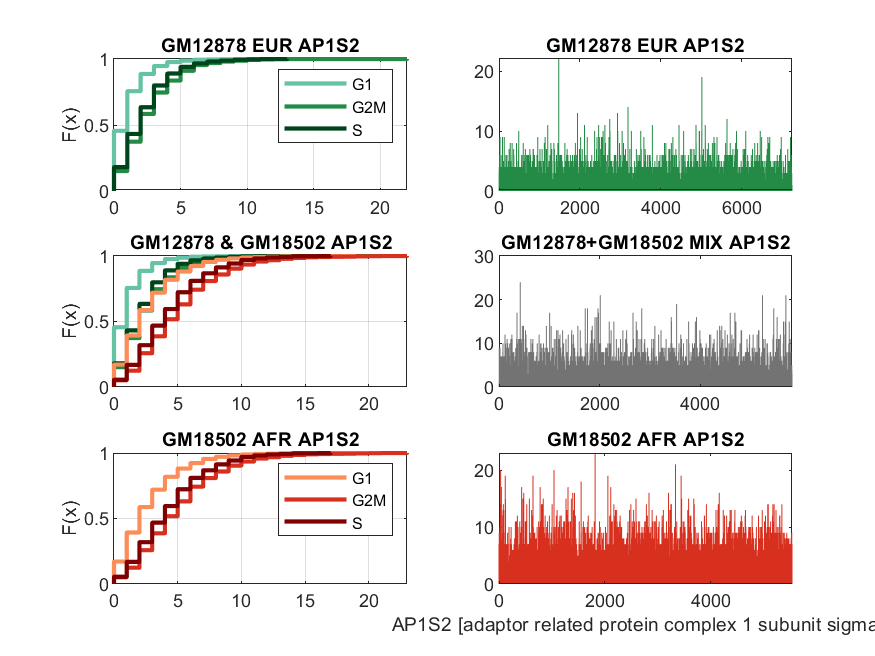 GM12878 EUR AP1S2
F(x)
1
0.5
0
0 5 10 15 20
G1
G2M
S
GM12878 EUR AP1S2
20
10
0
0 2000 4000 6000
GM12878 & GM18502 AP1S2
F(x)
1
0.5
0
0 5 10 15 20
GM12878+GM18502 MIX AP1S2
30
20
10
0
0 2000 4000
GM18502 AFR AP1S2
F(x)
1
0.5
0
0 5 10 15 20
G1
G2M
S
GM18502 AFR AP1S2
20
10
0
0 2000 4000
AP1S2 [adaptor related protein complex 1 subunit sigma